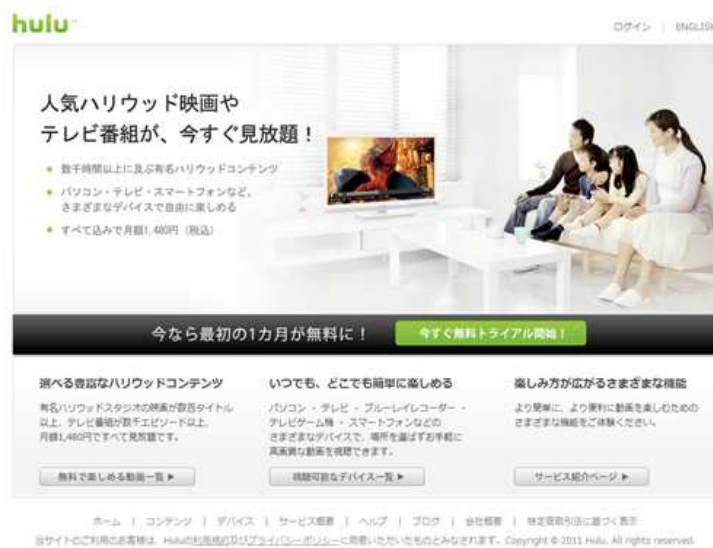 hulu
ログイン | ENGLISH
人気ハリウッド映画や
テレビ番組が、今すぐ見放題！
数千時間以上に及ぶ有名ハリウッドコンテンツ
パソコン・テレビ・スマートフォンなど、
さまざまなデバイスで自由に楽しめる
すべて込みで月額1,480円（税込）
今なら最初の1カ月が無料に！
今すぐ無料トライアル開始！
選べる豊富なハリウッドコンテンツ
有名ハリウッドスタジオの映画が数百タイトル
以上、テレビ番組が数千エピソード以上、
月額1,480円ですべて見放題です。
無料で楽しめる動画一覧 ▶
いつでも、どこでも簡単に楽しめる
パソコン ・ テレビ ・ ブルーレイレコーダー ・
テレビゲーム機 ・ スマートフォンなどの
さまざまなデバイスで、場所を選ばずお手軽に
高画質な動画を視聴できます。
視聴可能なデバイス一覧 ▶
楽しみ方が広がるさまざまな機能
より簡単に、より便利に動画を楽しむための
さまざまな機能をご体験ください。
サービス紹介ページ ▶
ホーム | コンテンツ | デバイス | サービス概要 | ヘルプ | ブログ | 会社概要 | 特定商取引法に基づく表示
当サイトのご利用のお客様は、Huluの利用規約及びプライバシーポリシーに同意いただいたものとみなされます。Copyright © 2011 Hulu. All rights reserved.